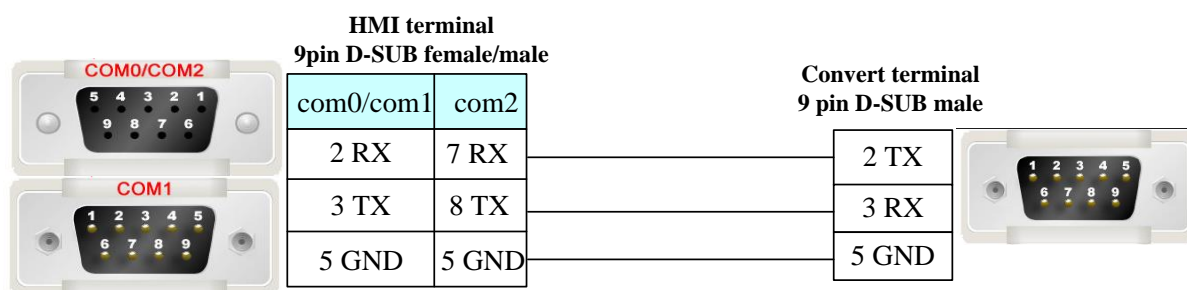 HMI terminal
9pin D-SUB female/male
COM0/COM2
5 4 3 2 1
9 8 7 6
COM1
1 2 3 4 5
6 7 8 9
com0/com1 com2
2 RX 7 RX
3 TX 8 TX
5 GND 5 GND
Convert terminal
9 pin D-SUB male
2 TX
3 RX
5 GND
1 2 3 4 5
6 7 8 9